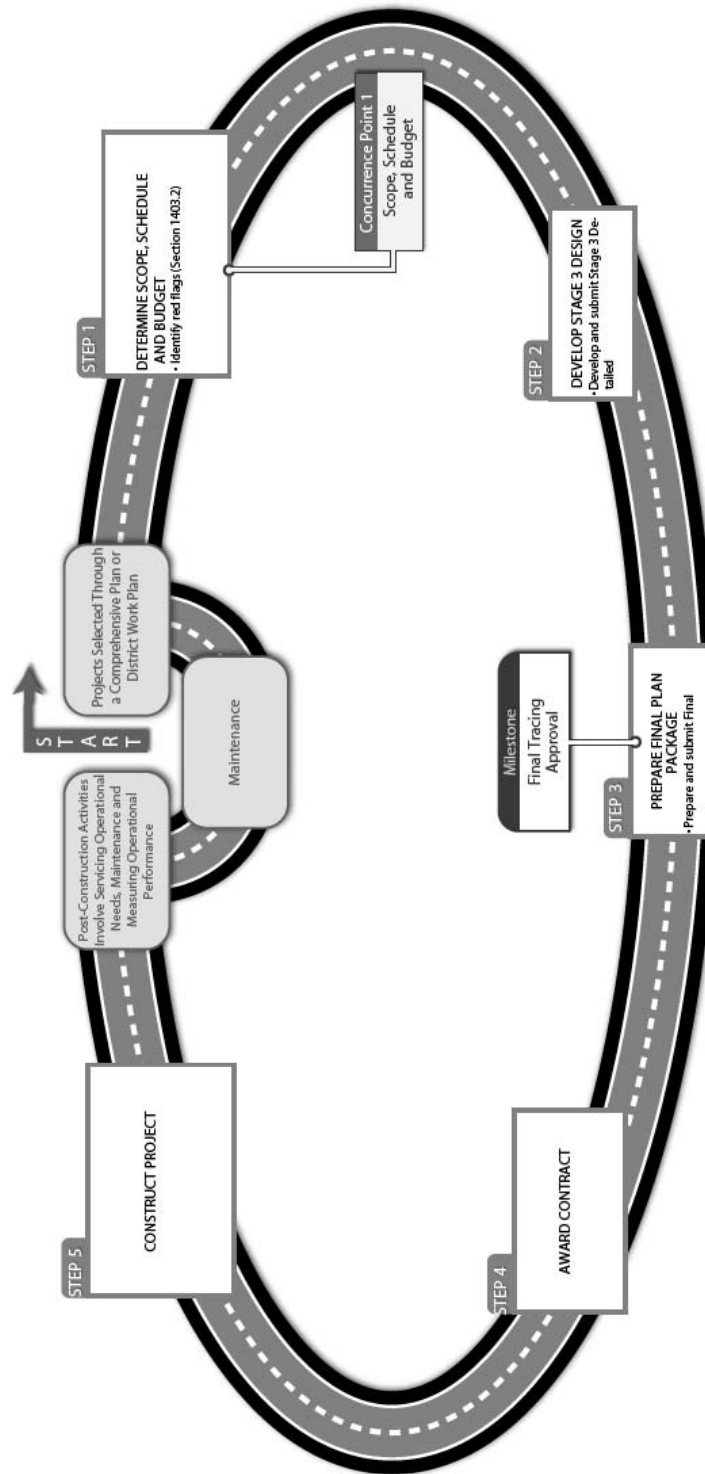 START
Projects Selected Through
a Comprehensive Plan or
District Work Plan
STEP 1
DETERMINE SCOPE, SCHEDULE
AND BUDGET
• Identify red flags (Section 1403.2)
Concurrence Point 1
Scope, Schedule
and Budget
STEP 2
DEVELOP STAGE 3 DESIGN
• Develop and submit Stage 3 De-
tailed
STEP 3
PREPARE FINAL PLAN
PACKAGE
• Prepare and submit Final
Milestone
Final Tracing
Approval
STEP 4
AWARD CONTRACT
STEP 5
CONSTRUCT PROJECT
Post-Construction Activities
Involve Servicing Operational
Needs, Maintenance and
Measuring Operational
Performance
Maintenance